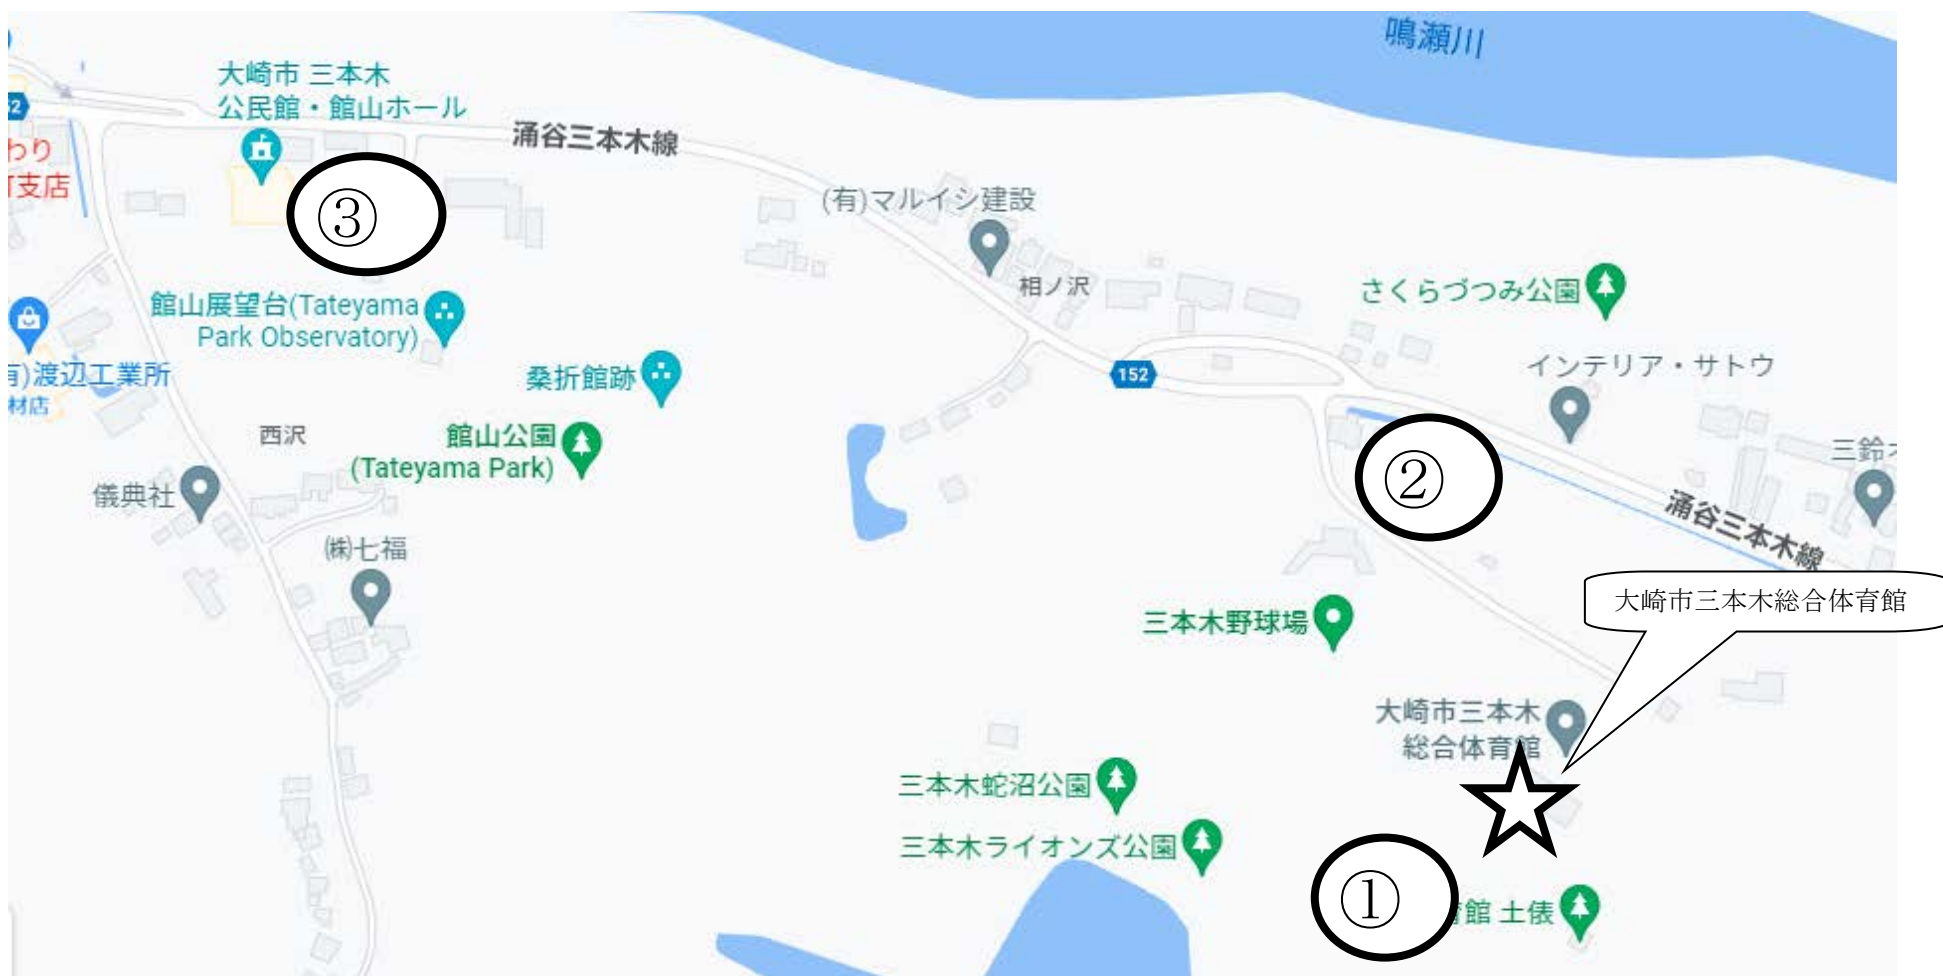 鳴瀬川
大崎市 三本木
公民館・館山ホール
涌谷三本木線
支店
③
(有)マルイシ建設
相ノ沢
さくらづつみ公園
館山展望台(Tateyama
Park Observatory)
桑折館跡
152
インテリア・サトウ
)渡辺工業所
材店
西沢
館山公園
(Tateyama Park)
儀典社
②
三鈴
涌谷三本木線
㈱七福
三本木野球場
大崎市三本木総合体育館
大崎市三本木
総合体育館
三本木蛇沼公園
三本木ライオンズ公園
①
館 土俵